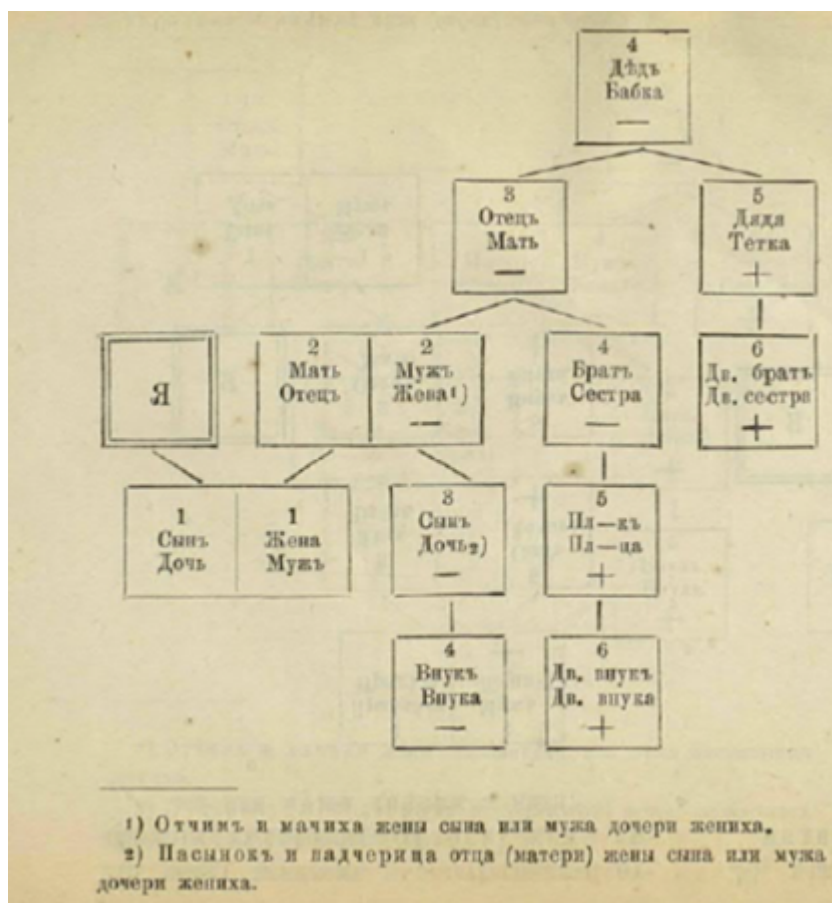 4
Дѣдъ
Бабка
—
3
Отецъ
Мать
—
5
Дядя
Тетка
+
Я
2
Мать
Отецъ
2
Мужъ
Жена¹)
—
4
Братъ
Сестра
—
6
Дв. братъ
Дв. сестра
+
1
Сынъ
Дочь
1
Жена
Мужъ
3
Сынъ
Дочь₂)
—
5
Пл—къ
Пл—ца
+
4
Внукъ
Внука
—
6
Дв. внукъ
Дв. внука
+
1) Отчимъ и мачиха жены сына или мужа дочери жениха.
2) Пасынокъ и падчерица отца (матери) жены сына или мужа
дочери жениха.